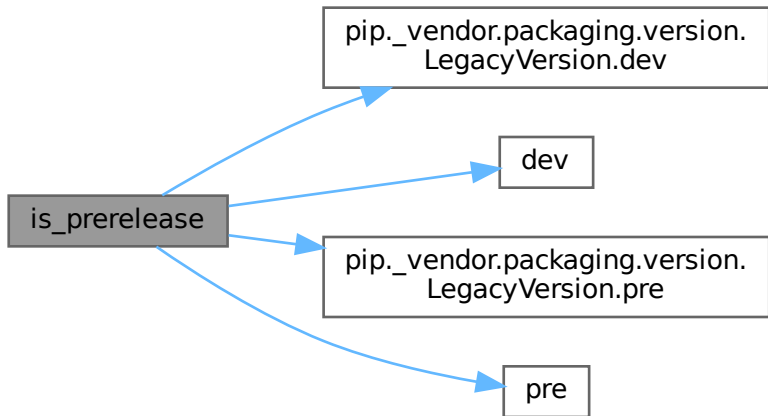 pip._vendor.packaging.version.
LegacyVersion.dev
dev
is_prerelease
pip._vendor.packaging.version.
LegacyVersion.pre
pre